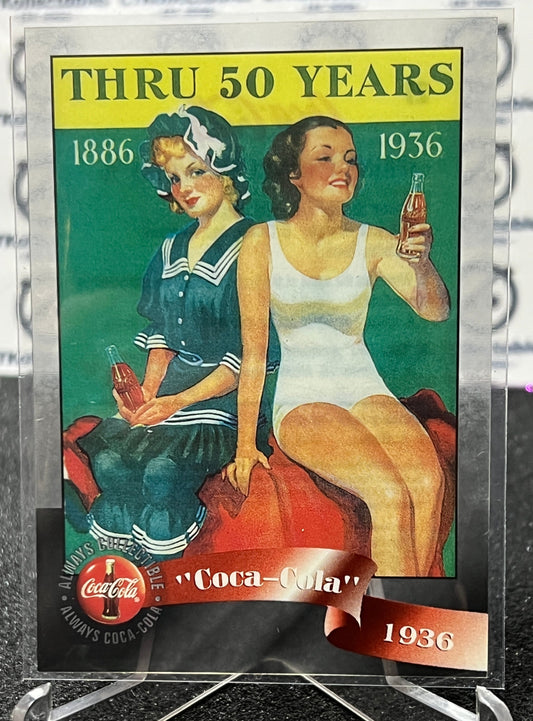 THRU 50 YEARS
1886
1936
ALWAYS COLLECTIBLE •
ALWAYS COCA-COLA •
Coca-Cola
"Coca-Cola"
1936